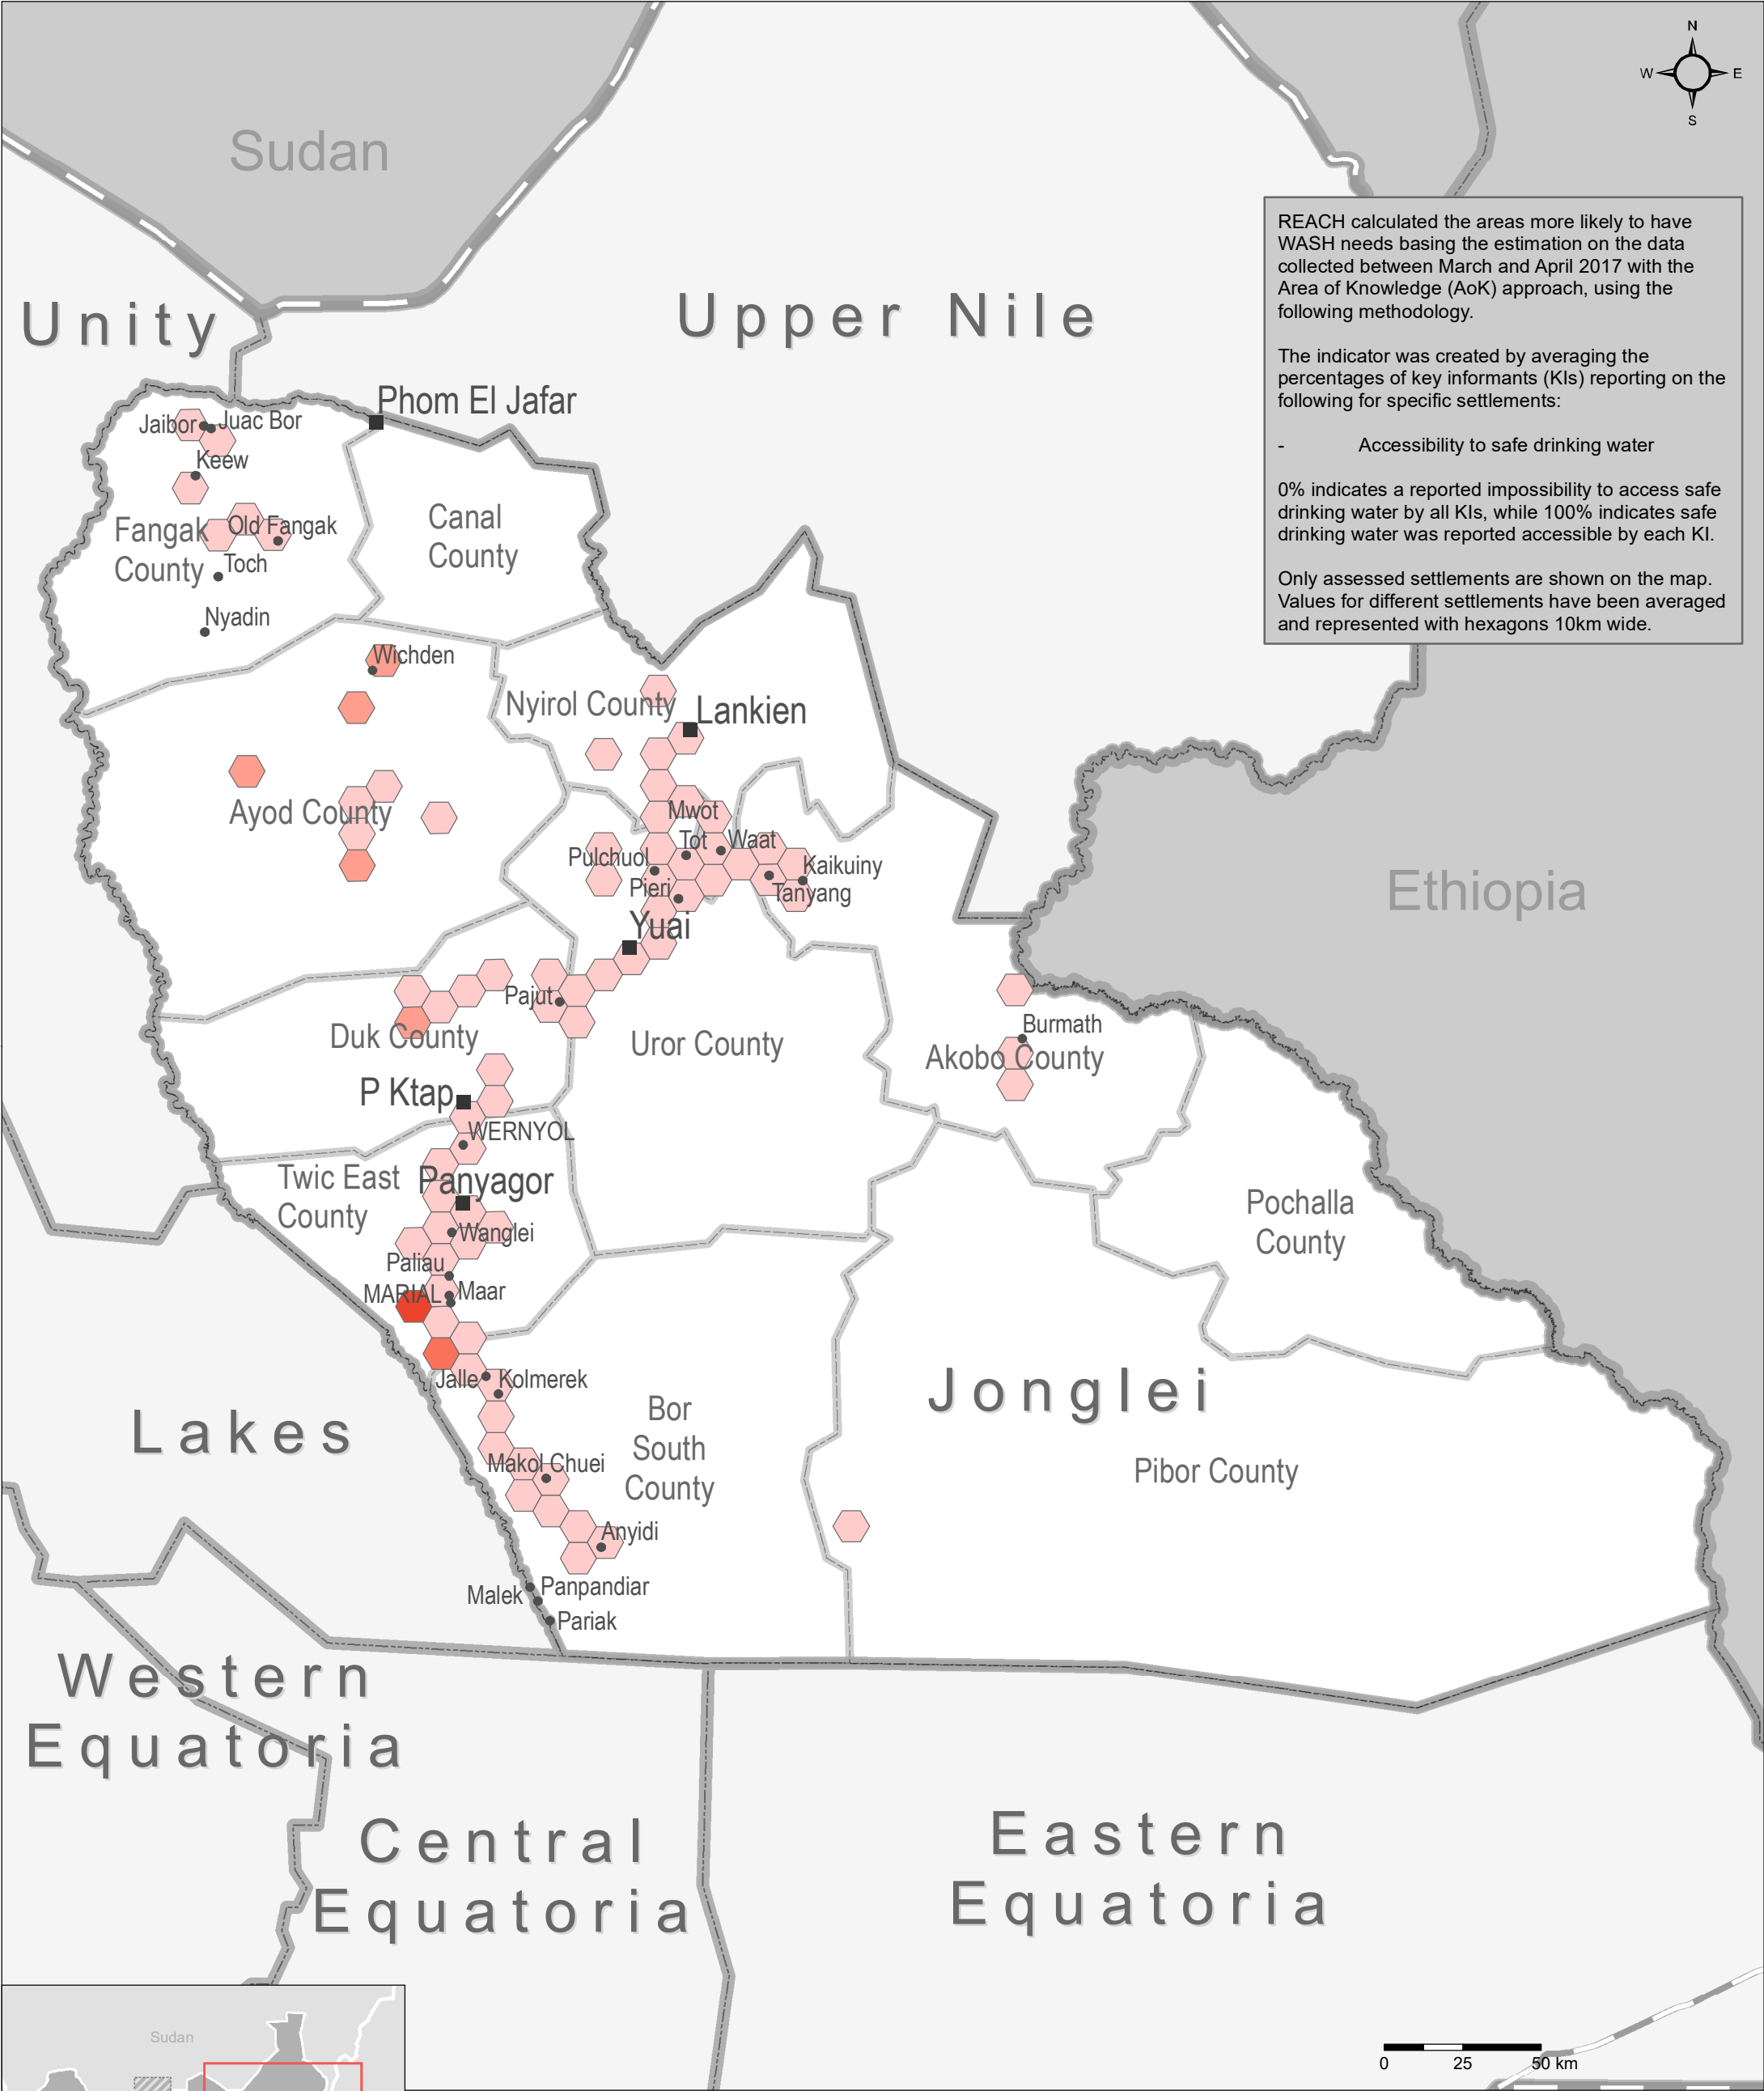 N
W
E
S
Sudan
REACH calculated the areas more likely to have
WASH needs basing the estimation on the data
collected between March and April 2017 with the
Area of Knowledge (AoK) approach, using the
following methodology.
The indicator was created by averaging the
percentages of key informants (KIs) reporting on the
following for specific settlements:
- Accessibility to safe drinking water
0% indicates a reported impossibility to access safe
drinking water by all KIs, while 100% indicates safe
drinking water was reported accessible by each KI.
Only assessed settlements are shown on the map.
Values for different settlements have been averaged
and represented with hexagons 10km wide.
Unity
Upper Nile
Phom El Jafar
Jaibor
Juac Bor
Keew
Fangak
County
Old Fangak
Toch
Nyadin
Canal
County
Wichden
Nyirol County
Lankien
Ayod County
Mwot
Tot
Waat
Pulchuol
Kaikuiny
Pieri
Tanyang
Yuai
Ethiopia
Pajut
Duk County
Uror County
Burmath
Akobo County
P Ktap
WERNYOL
Twic East
County
Panyagor
Wanglei
Pochalla
County
Paliau
MARIAL
Maar
Jalle
Kolmerek
Jonglei
Lakes
Bor
South
County
Makol Chuei
Pibor County
Anyidi
Malek
Panpandiar
Pariak
Western
Equatoria
Central
Equatoria
Eastern
Equatoria
Sudan
0
25
50 km